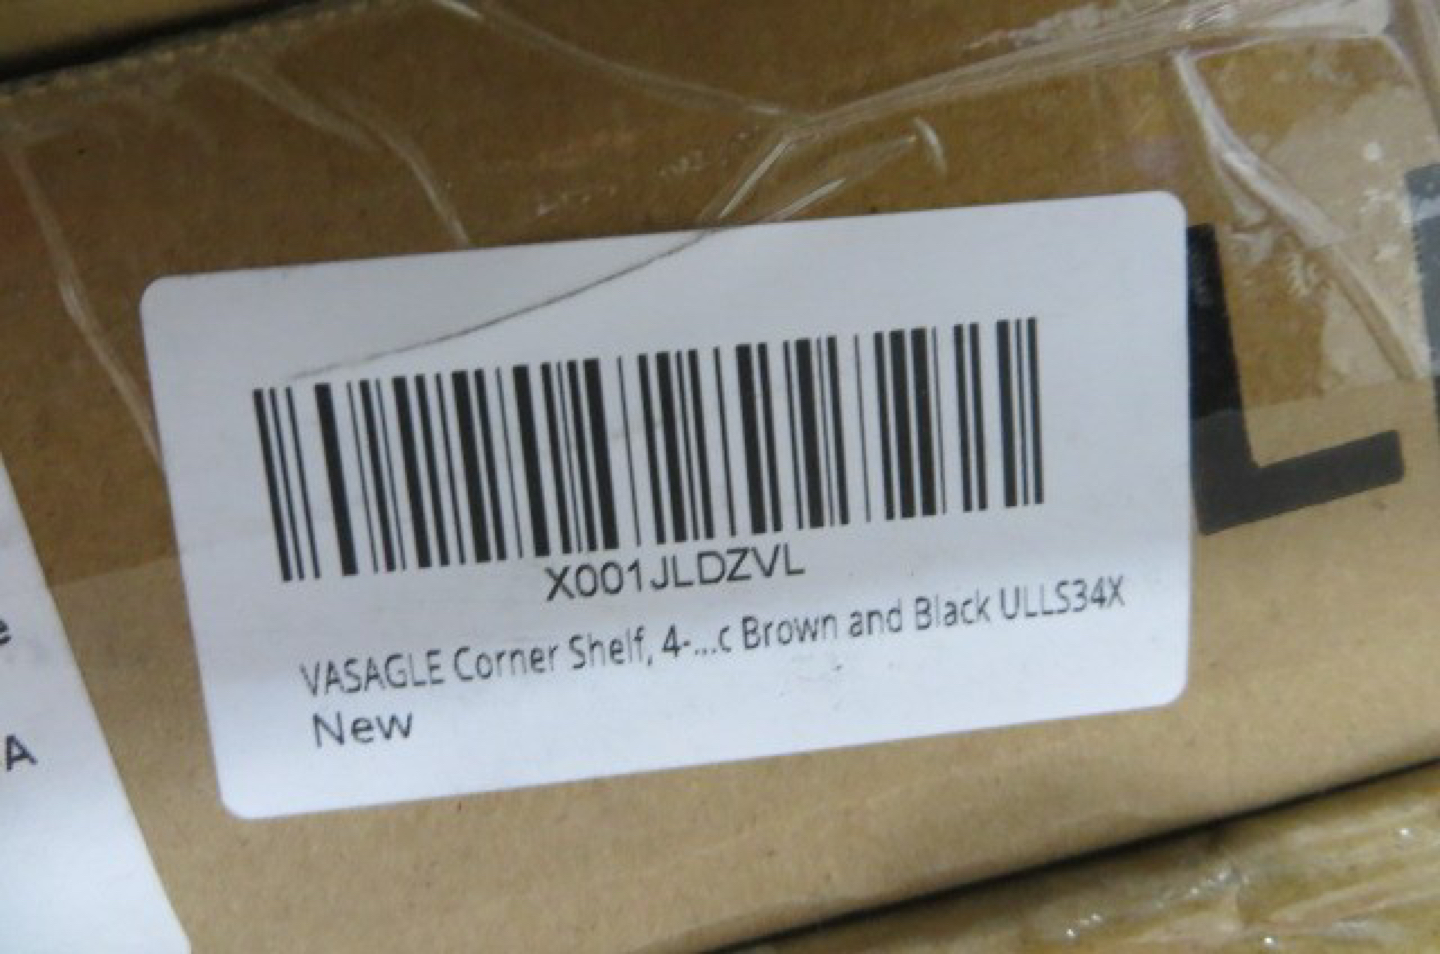 X001JLDZVL
VASAGLE Corner Shelf, 4-...c Brown and Black ULLS34X
New
L
e
A